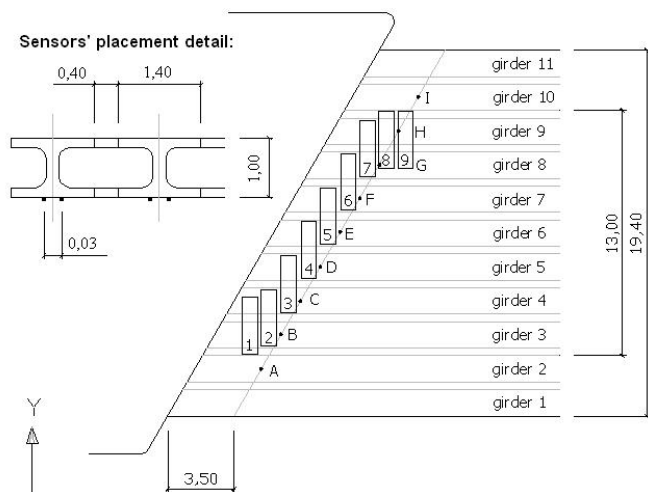 Sensors' placement detail:
0,40
1,40
1,00
0,03
girder 11
I
girder 10
H
girder 9
7
8
9
G
girder 8
6
F
girder 7
5
E
girder 6
4
D
girder 5
3
C
girder 4
1
2
B
girder 3
A
girder 2
girder 1
13,00
19,40
Y
3,50